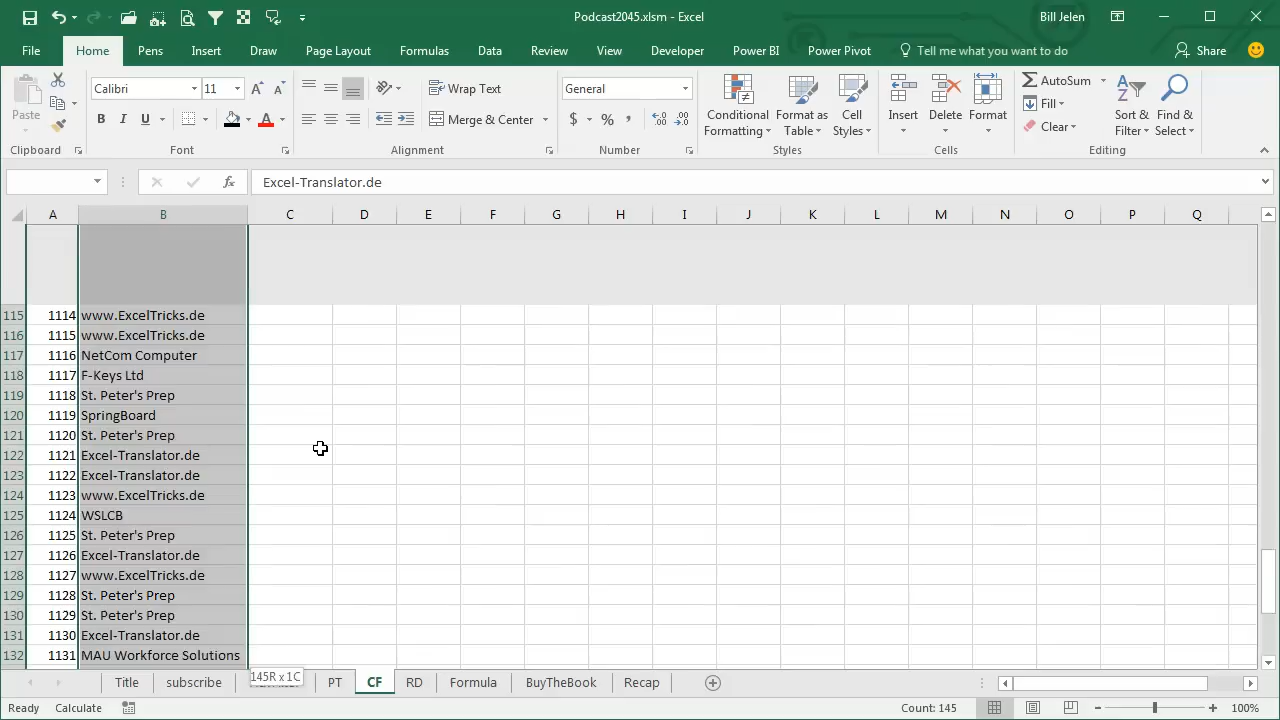 Podcast2045.xlsm - Excel
Bill Jelen
File Home Pens Insert Draw Page Layout Formulas Data Review View Developer Power BI Power Pivot Tell me what you want to do Share
Paste
Calibri 11
B I U
Wrap Text
Merge & Center
General
$ % ,
Conditional Formatting
Format as Table
Cell Styles
Insert Delete Format
AutoSum
Fill
Clear
Sort & Filter
Find & Select
Clipboard Font Alignment Number Styles Cells Editing
fx Excel-Translator.de
A B C D E F G H I J K L M N O P Q
115 1114 www.ExcelTricks.de
116 1115 www.ExcelTricks.de
117 1116 NetCom Computer
118 1117 F-Keys Ltd
119 1118 St. Peter's Prep
120 1119 SpringBoard
121 1120 St. Peter's Prep
122 1121 Excel-Translator.de
123 1122 Excel-Translator.de
124 1123 www.ExcelTricks.de
125 1124 WSLCB
126 1125 St. Peter's Prep
127 1126 Excel-Translator.de
128 1127 www.ExcelTricks.de
129 1128 St. Peter's Prep
130 1129 St. Peter's Prep
131 1130 Excel-Translator.de
132 1131 MAU Workforce Solutions
145R x 1C
Title subscribe PT CF RD Formula BuyTheBook Recap
Ready Calculate Count: 145 100%